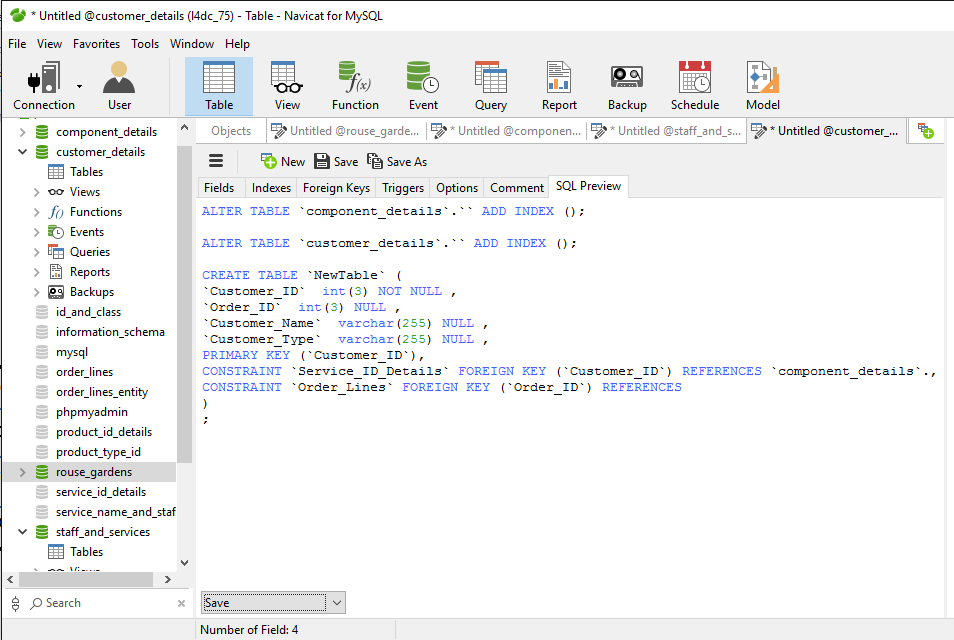 * Untitled @customer_details (l4dc_75) - Table - Navicat for MySQL
File View Favorites Tools Window Help
Connection User Table View Function Event Query Report Backup Schedule Model
Objects Untitled @rouse_garde... * Untitled @componen... * Untitled @staff_and_s... * Untitled @customer_...
New Save Save As
Fields Indexes Foreign Keys Triggers Options Comment SQL Preview
component_details
customer_details
Tables
Views
Functions
Events
Queries
Reports
Backups
id_and_class
information_schema
mysql
order_lines
order_lines_entity
phpmyadmin
product_id_details
product_type_id
rouse_gardens
service_id_details
service_name_and_staf
staff_and_services
Tables
Views
Search
ALTER TABLE `component_details`.`` ADD INDEX ();
ALTER TABLE `customer_details`.`` ADD INDEX ();
CREATE TABLE `NewTable` (
`Customer_ID`  int(3) NOT NULL ,
`Order_ID`  int(3) NULL ,
`Customer_Name`  varchar(255) NULL ,
`Customer_Type`  varchar(255) NULL ,
PRIMARY KEY (`Customer_ID`),
CONSTRAINT `Service_ID_Details` FOREIGN KEY (`Customer_ID`) REFERENCES `component_details`.,
CONSTRAINT `Order_Lines` FOREIGN KEY (`Order_ID`) REFERENCES
)
;
Save
Number of Field: 4